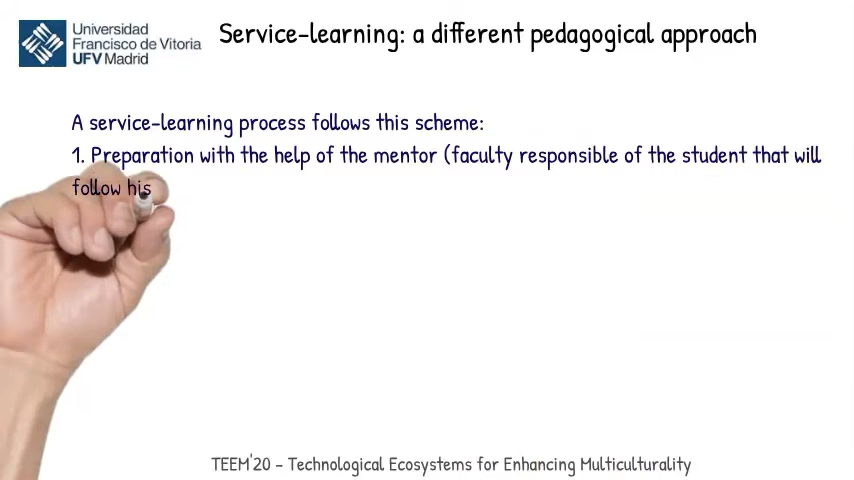 Universidad
Francisco de Vitoria
UFV Madrid
Service-learning: a different pedagogical approach
A service-learning process follows this scheme:
1. Preparation with the help of the mentor (faculty responsible of the student that will
follow his
TEEM'20 - Technological Ecosystems for Enhancing Multiculturality